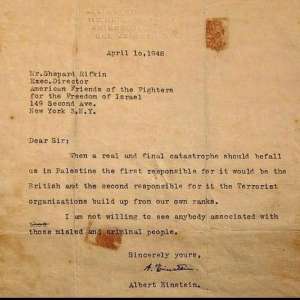 April 10,1948
Mr.Shepard Rifkin
Exec.Director
American Friends of the Fighters
for the Freedom of Israel
149 Second Ave.
New York 3,N.Y.
Dear Sir:
When a real and final catastrophe should befall
us in Palestine the first responsible for it would be the
British and the second responsible for it the Terrorist
organizations build up from our own ranks.
I am not willing to see anybody associated with
those misled and criminal people.
Sincerely yours,
A. Einstein.
Albert Einstein.